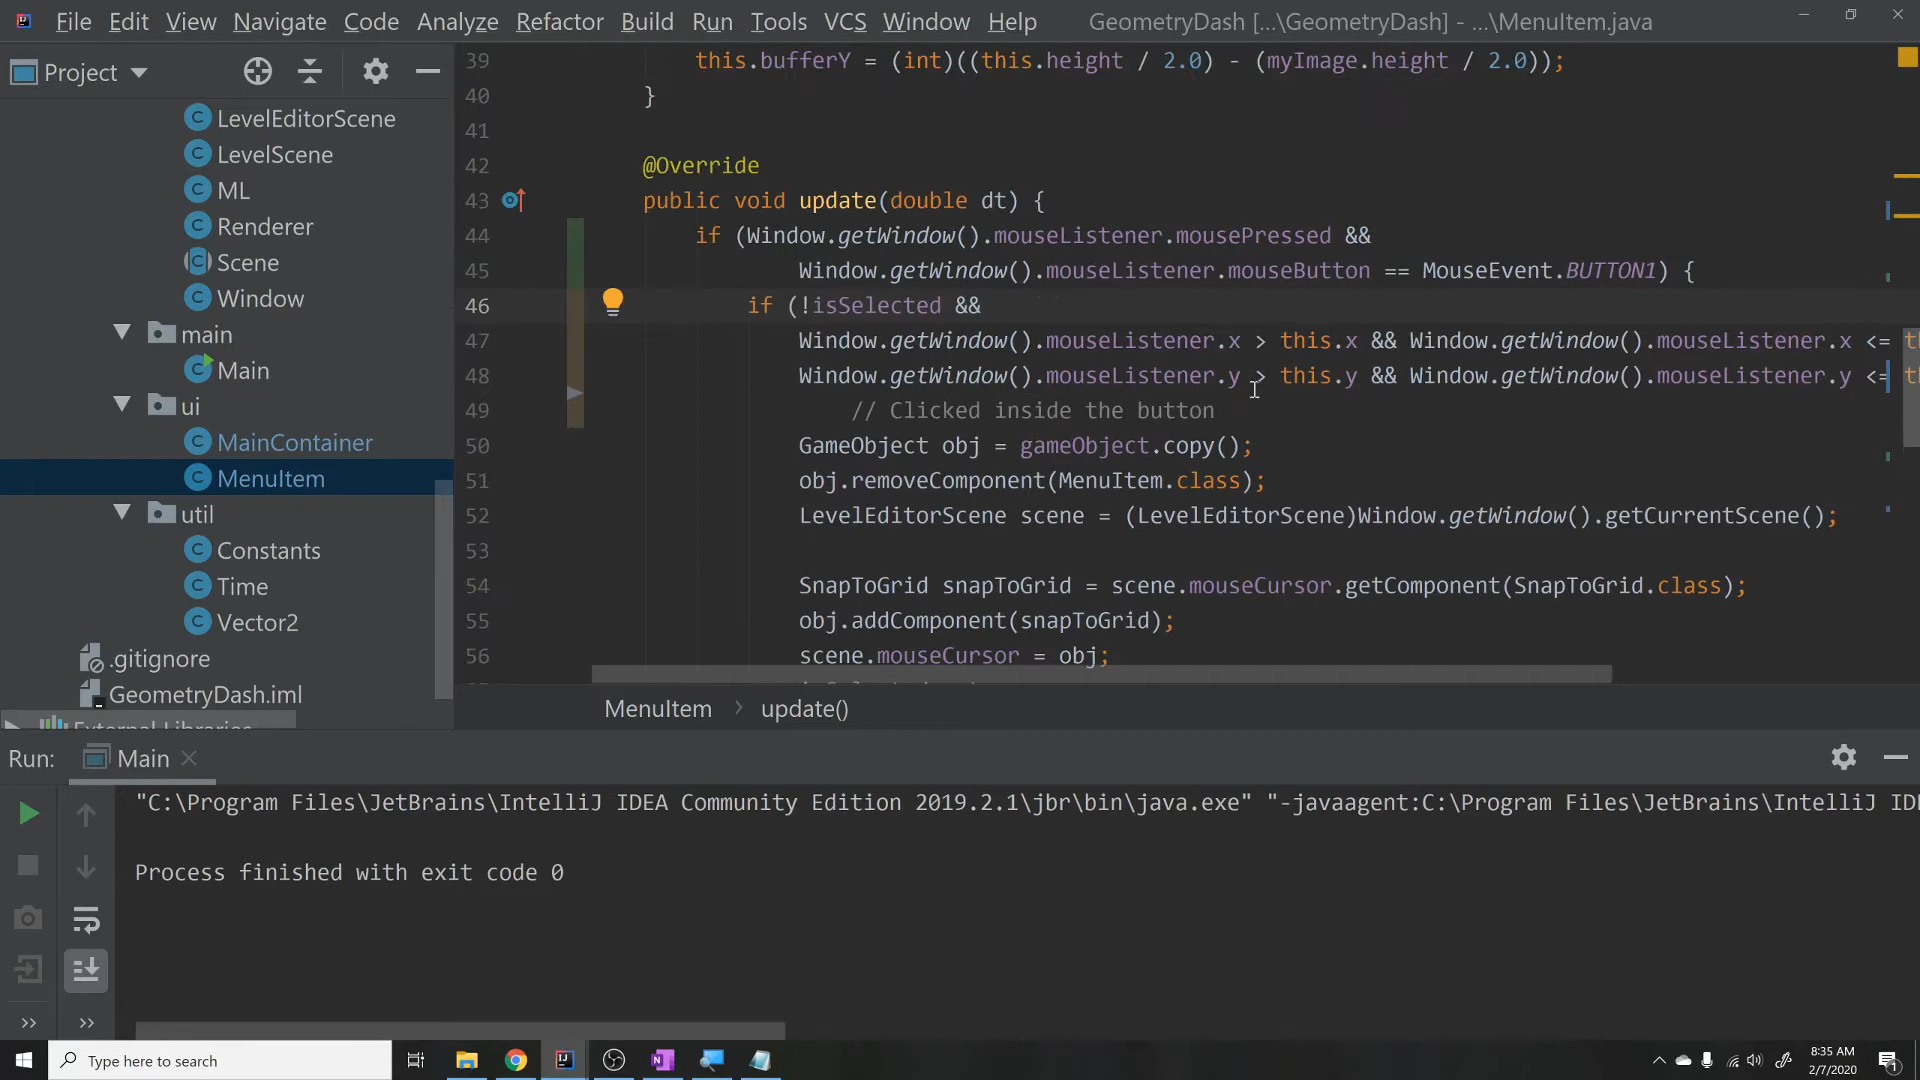 File Edit View Navigate Code Analyze Refactor Build Run Tools VCS Window Help GeometryDash [...\GeometryDash] - ...\MenuItem.java
Project
LevelEditorScene
LevelScene
ML
Renderer
Scene
Window
main
Main
ui
MainContainer
MenuItem
util
Constants
Time
Vector2
.gitignore
GeometryDash.iml
External Libraries
39 this.bufferY = (int)((this.height / 2.0) - (myImage.height / 2.0));
40 }
41
42 @Override
43 public void update(double dt) {
44 if (Window.getWindow().mouseListener.mousePressed &&
45 Window.getWindow().mouseListener.mouseButton == MouseEvent.BUTTON1) {
46 if (!isSelected &&
47 Window.getWindow().mouseListener.x > this.x && Window.getWindow().mouseListener.x <= th
48 Window.getWindow().mouseListener.y > this.y && Window.getWindow().mouseListener.y <= th
49 // Clicked inside the button
50 GameObject obj = gameObject.copy();
51 obj.removeComponent(MenuItem.class);
52 LevelEditorScene scene = (LevelEditorScene)Window.getWindow().getCurrentScene();
53
54 SnapToGrid snapToGrid = scene.mouseCursor.getComponent(SnapToGrid.class);
55 obj.addComponent(snapToGrid);
56 scene.mouseCursor = obj;
MenuItem > update()
Run: Main
"C:\Program Files\JetBrains\IntelliJ IDEA Community Edition 2019.2.1\jbr\bin\java.exe" "-javaagent:C:\Program Files\JetBrains\IntelliJ ID
Process finished with exit code 0
Type here to search
8:35 AM
2/7/2020